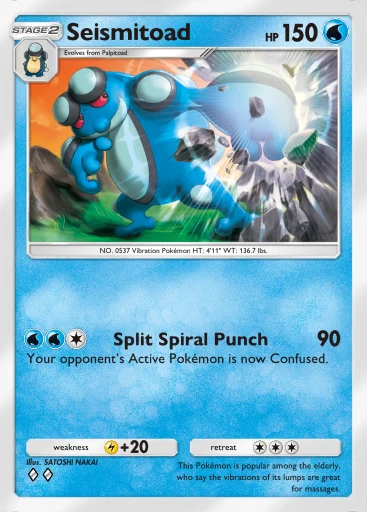 STAGE 2
Seismitoad
HP 150
Evolves from Palpitoad
NO. 0537 Vibration Pokémon HT: 4'11" WT: 136.7 lbs.
Split Spiral Punch 90
Your opponent's Active Pokémon is now Confused.
weakness +20 retreat
Illus. SATOSHI NAKAI
This Pokémon is popular among the elderly,
who say the vibrations of its lumps are great
for massages.